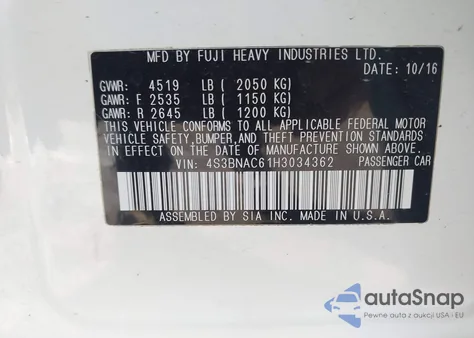 MFD BY FUJI HEAVY INDUSTRIES LTD.
DATE: 10/16
GVWR: 4519 LB ( 2050 KG)
GAWR: F 2535 LB ( 1150 KG)
GAWR: R 2645 LB ( 1200 KG)
THIS VEHICLE CONFORMS TO ALL APPLICABLE FEDERAL MOTOR
VEHICLE SAFETY,BUMPER,AND THEFT PREVENTION STANDARDS
IN EFFECT ON THE DATE OF MANUFACTURE SHOWN ABOVE.
VIN: 4S3BNAC61H3034362 PASSENGER CAR
ASSEMBLED BY SIA INC. MADE IN U.S.A.
autoSnap
Pewne auta z aukcji USA i EU